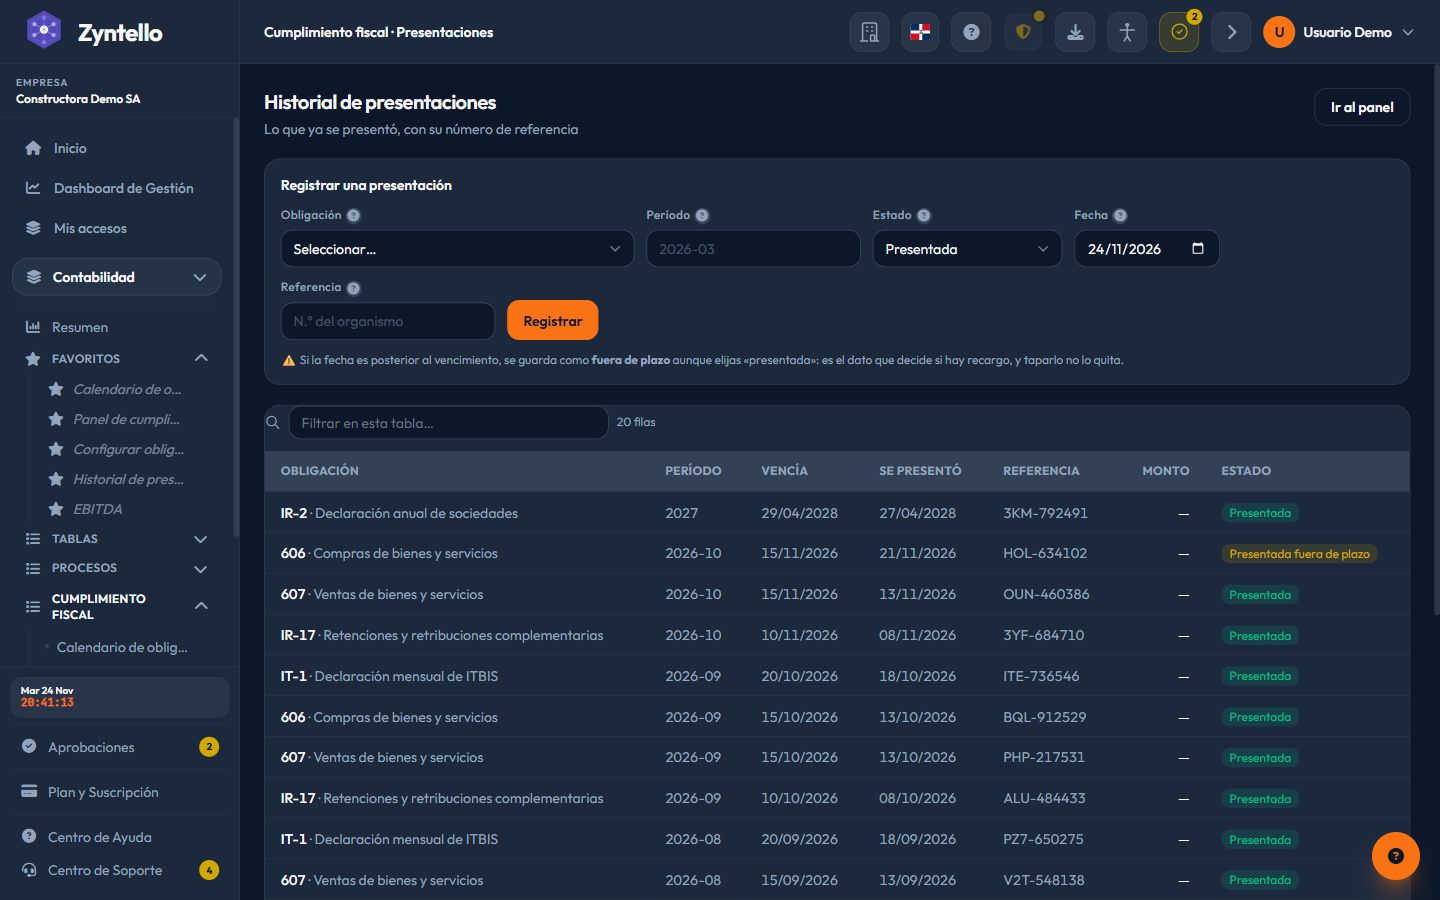 Zyntello
Cumplimiento fiscal · Presentaciones
2
U
Usuario Demo
EMPRESA
Constructora Demo SA
Inicio
Dashboard de Gestión
Mis accesos
Contabilidad
Resumen
FAVORITOS
Calendario de o...
Panel de cumpli...
Configurar oblig...
Historial de pres...
EBITDA
TABLAS
PROCESOS
CUMPLIMIENTO
FISCAL
Calendario de oblig...
Mar 24 Nov
20:41:13
Aprobaciones 2
Plan y Suscripción
Centro de Ayuda
Centro de Soporte 4
Historial de presentaciones
Lo que ya se presentó, con su número de referencia
Ir al panel
Registrar una presentación
Obligación ? Período ? Estado ? Fecha ?
Seleccionar... 2026-03 Presentada 24/11/2026
Referencia ?
N.º del organismo Registrar
⚠️ Si la fecha es posterior al vencimiento, se guarda como fuera de plazo aunque elijas «presentada»: es el dato que decide si hay recargo, y taparlo no lo quita.
Filtrar en esta tabla... 20 filas
OBLIGACIÓN PERÍODO VENCÍA SE PRESENTÓ REFERENCIA MONTO ESTADO
IR-2 · Declaración anual de sociedades 2027 29/04/2028 27/04/2028 3KM-792491 — Presentada
606 · Compras de bienes y servicios 2026-10 15/11/2026 21/11/2026 HOL-634102 — Presentada fuera de plazo
607 · Ventas de bienes y servicios 2026-10 15/11/2026 13/11/2026 OUN-460386 — Presentada
IR-17 · Retenciones y retribuciones complementarias 2026-10 10/11/2026 08/11/2026 3YF-684710 — Presentada
IT-1 · Declaración mensual de ITBIS 2026-09 20/10/2026 18/10/2026 ITE-736546 — Presentada
606 · Compras de bienes y servicios 2026-09 15/10/2026 13/10/2026 BQL-912529 — Presentada
607 · Ventas de bienes y servicios 2026-09 15/10/2026 13/10/2026 PHP-217531 — Presentada
IR-17 · Retenciones y retribuciones complementarias 2026-09 10/10/2026 08/10/2026 ALU-484433 — Presentada
IT-1 · Declaración mensual de ITBIS 2026-08 20/09/2026 18/09/2026 PZ7-650275 — Presentada
607 · Ventas de bienes y servicios 2026-08 15/09/2026 13/09/2026 V2T-548138 — Presentada
?